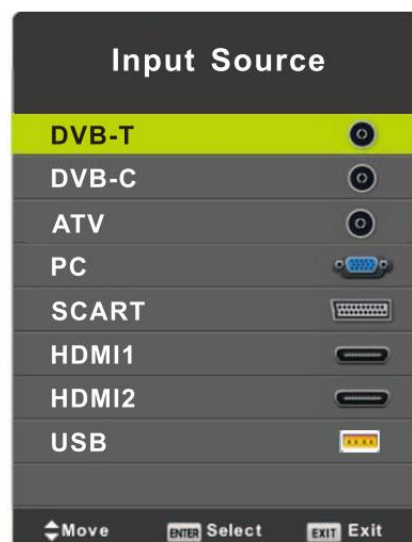 Input Source
DVB-T
DVB-C
ATV
PC
SCART
HDMI1
HDMI2
USB
Move ENTER Select EXIT Exit